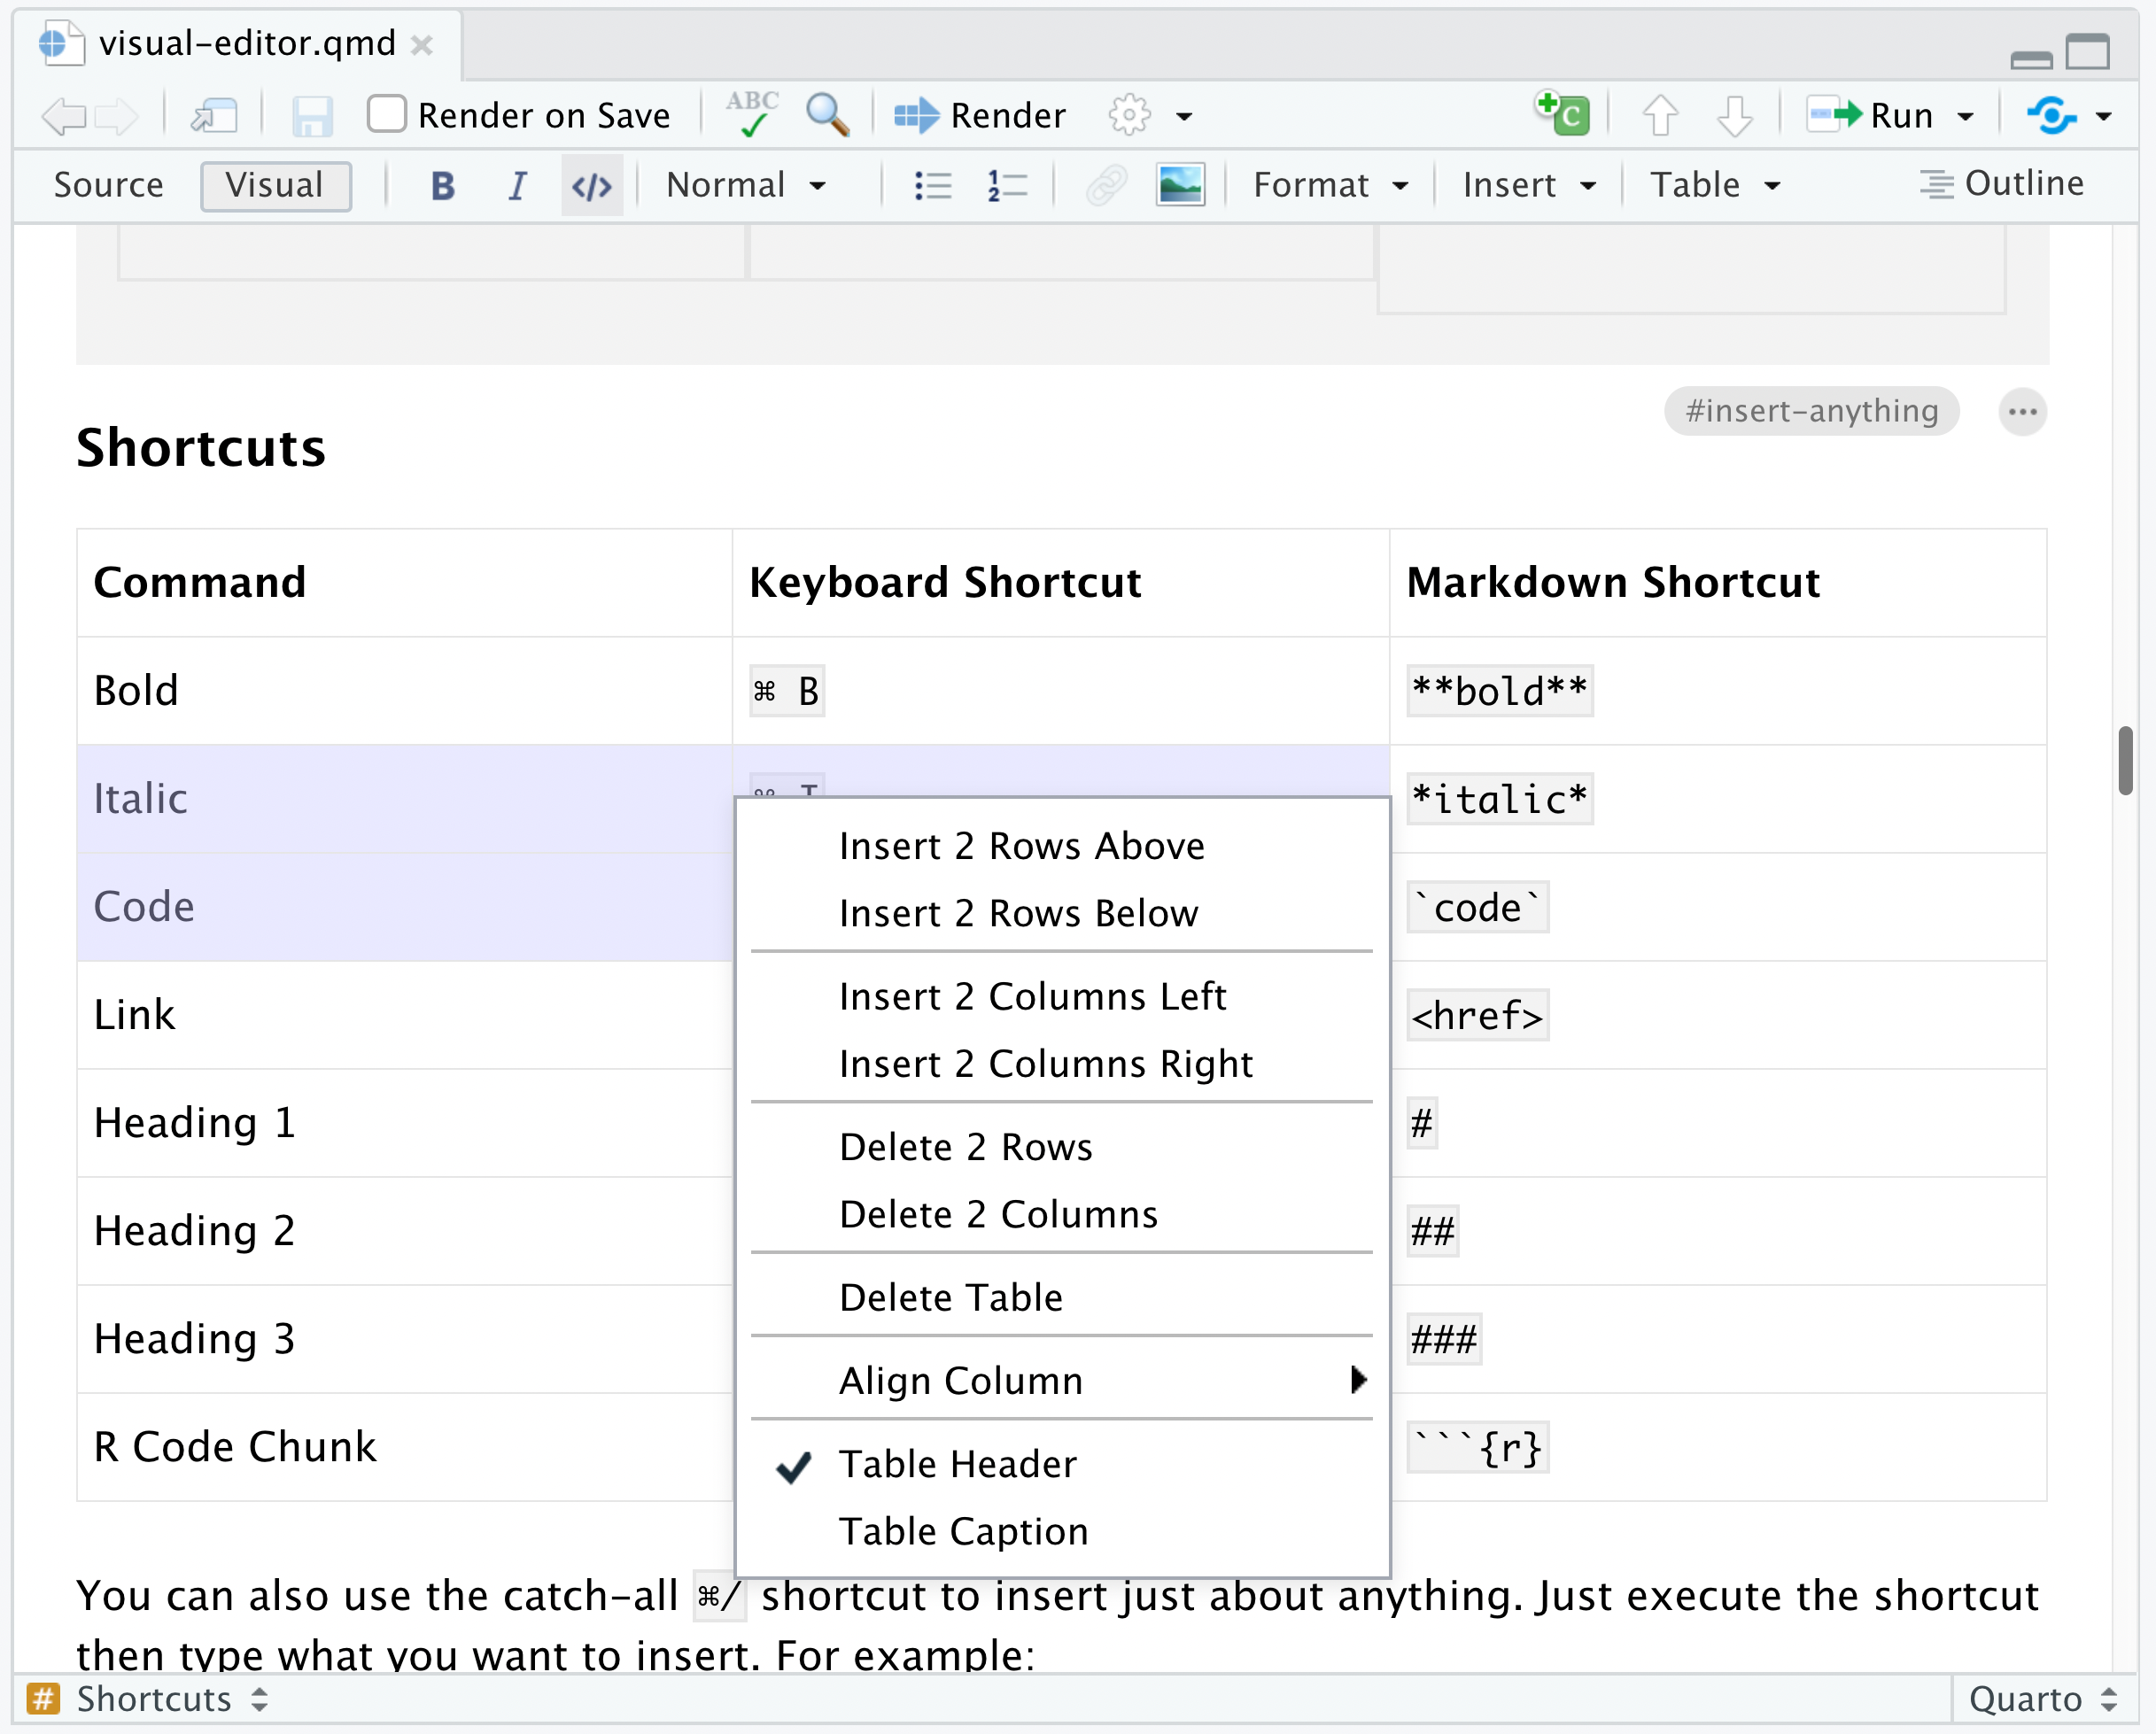 visual-editor.qmd
Render on Save ABC Render C Run
Source Visual B I </> Normal 1 2 Format Insert Table Outline
#insert-anything
Shortcuts
Command Keyboard Shortcut Markdown Shortcut
Bold ⌘ B **bold**
Italic ⌘ I *italic*
Insert 2 Rows Above
Code `code`
Insert 2 Rows Below
Insert 2 Columns Left
Link <href>
Insert 2 Columns Right
Heading 1 #
Delete 2 Rows
Delete 2 Columns
Heading 2 ##
Delete Table
Heading 3 ###
Align Column
R Code Chunk ```{r}
Table Header
Table Caption
You can also use the catch-all ⌘/ shortcut to insert just about anything. Just execute the shortcut
then type what you want to insert. For example:
# Shortcuts Quarto